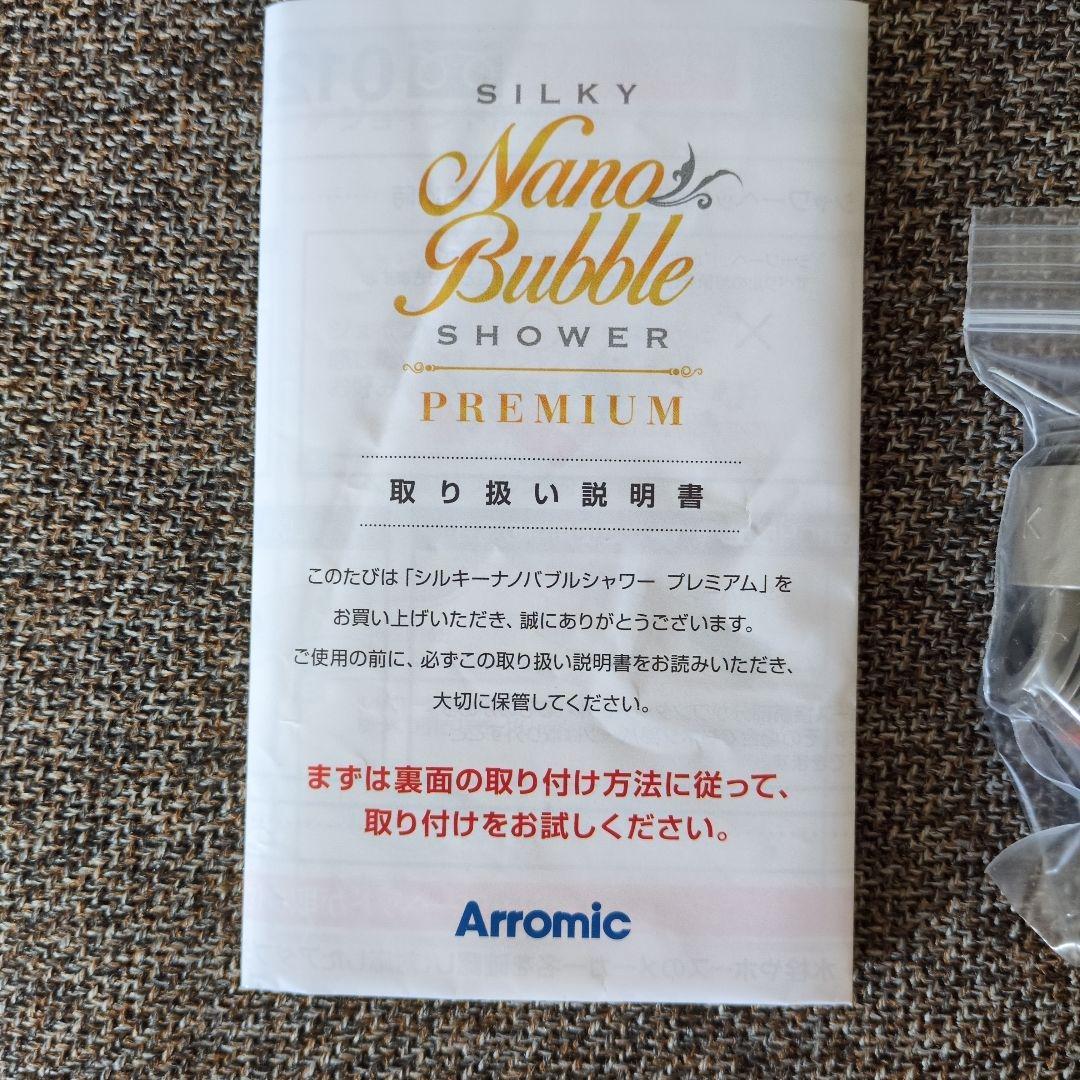 SILKY
Nano
Bubble
SHOWER
PREMIUM
取り扱い説明書
このたびは「シルキーナノバブルシャワー プレミアム」を
お買い上げいただき、誠にありがとうございます。
ご使用の前に、必ずこの取り扱い説明書をお読みいただき、
大切に保管してください。
まずは裏面の取り付け方法に従って、
取り付けをお試しください。
Arromic